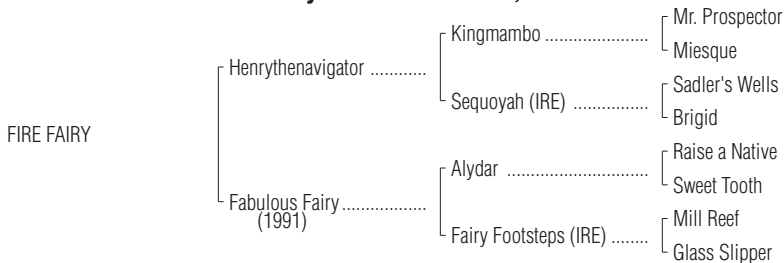 Kingmambo .....................
Mr. Prospector
Miesque
Henrythenavigator ............
Sequoyah (IRE) ................
Sadler's Wells
Brigid
FIRE FAIRY
Fabulous Fairy ..................
(1991)
Alydar ..............................
Raise a Native
Sweet Tooth
Fairy Footsteps (IRE) ........
Mill Reef
Glass Slipper